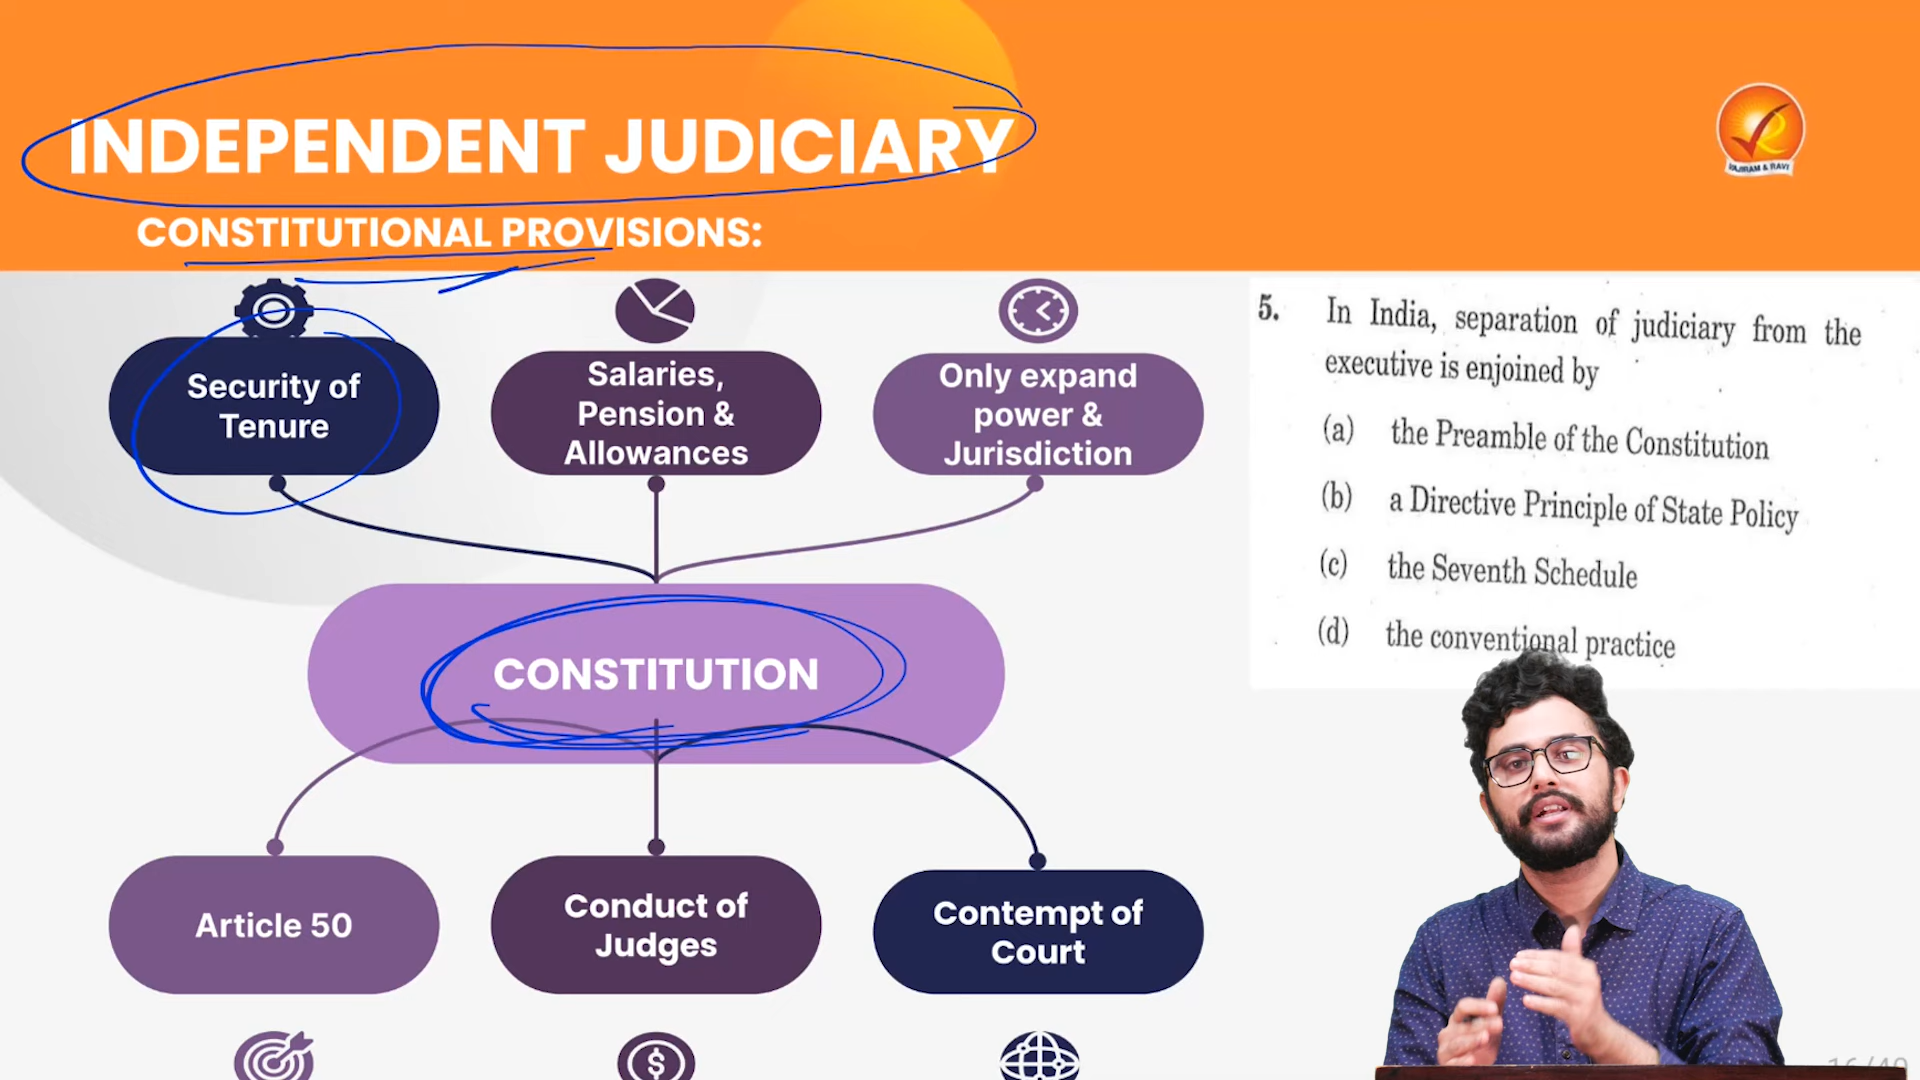 INDEPENDENT JUDICIARY
CONSTITUTIONAL PROVISIONS:
VAJIRAM & RAVI
Security of
Tenure
Salaries,
Pension &
Allowances
Only expand
power &
Jurisdiction
CONSTITUTION
Article 50
Conduct of
Judges
Contempt of
Court
5. In India, separation of judiciary from the
executive is enjoined by
(a) the Preamble of the Constitution
(b) a Directive Principle of State Policy
(c) the Seventh Schedule
(d) the conventional practice